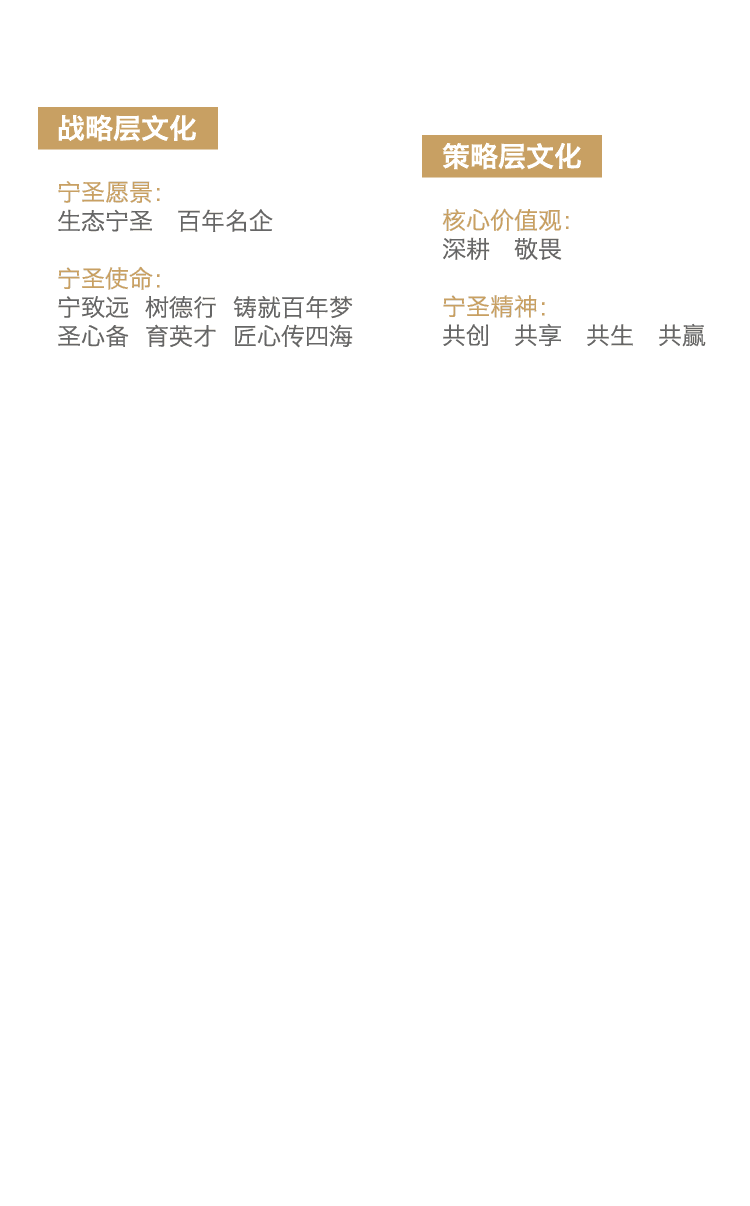 战略层文化
宁圣愿景：
生态宁圣　百年名企
宁圣使命：
宁致远 树德行 铸就百年梦
圣心备 育英才 匠心传四海
策略层文化
核心价值观：
深耕　敬畏
宁圣精神：
共创　共享　共生　共赢